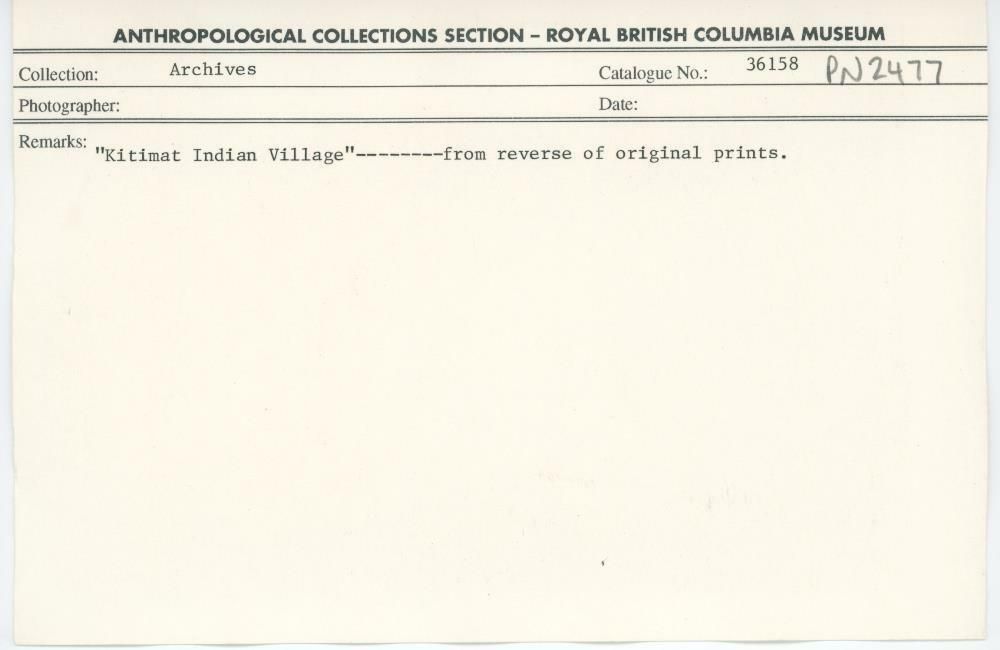 ANTHROPOLOGICAL COLLECTIONS SECTION – ROYAL BRITISH COLUMBIA MUSEUM
Collection: Archives Catalogue No.: 36158 PN2477
Photographer: Date:
Remarks: "Kitimat Indian Village"--------from reverse of original prints.